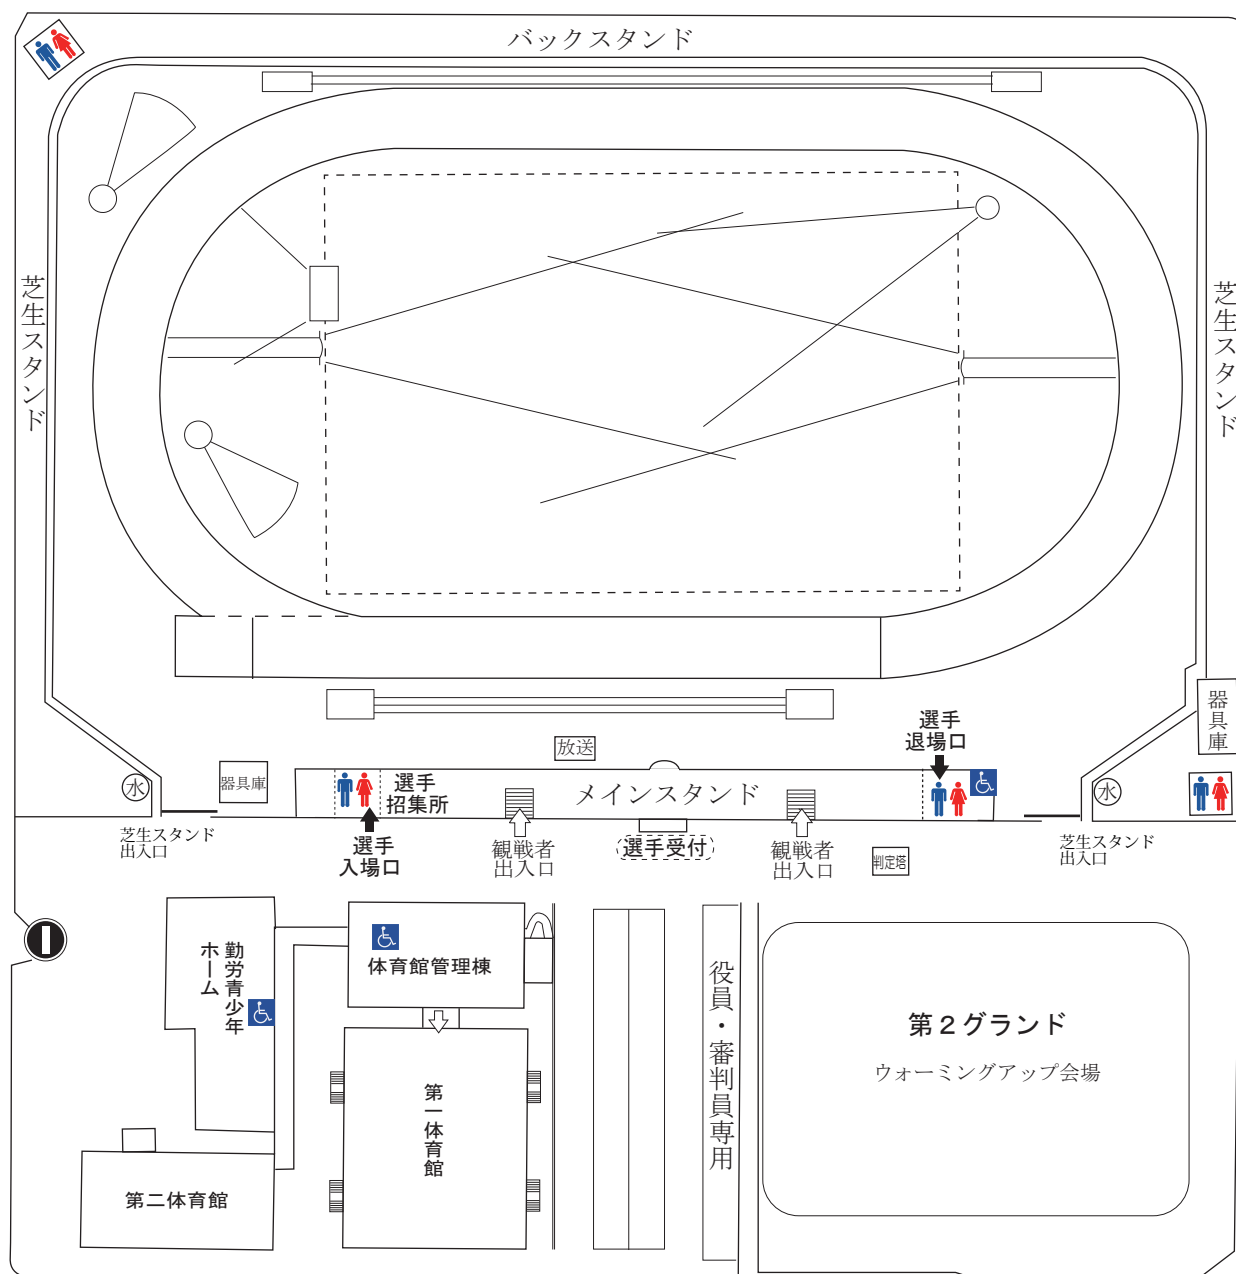 バックスタンド
芝生スタンド
芝生スタンド
器具庫
選手
退場口
放送
器具庫
水
選手
招集所
メインスタンド
水
芝生スタンド
出入口
選手
入場口
観戦者
出入口
選手受付
観戦者
出入口
判定塔
芝生スタンド
出入口
勤労青少年
ホーム
体育館管理棟
役員・審判員専用
第2グランド
ウォーミングアップ会場
第一体育館
第二体育館